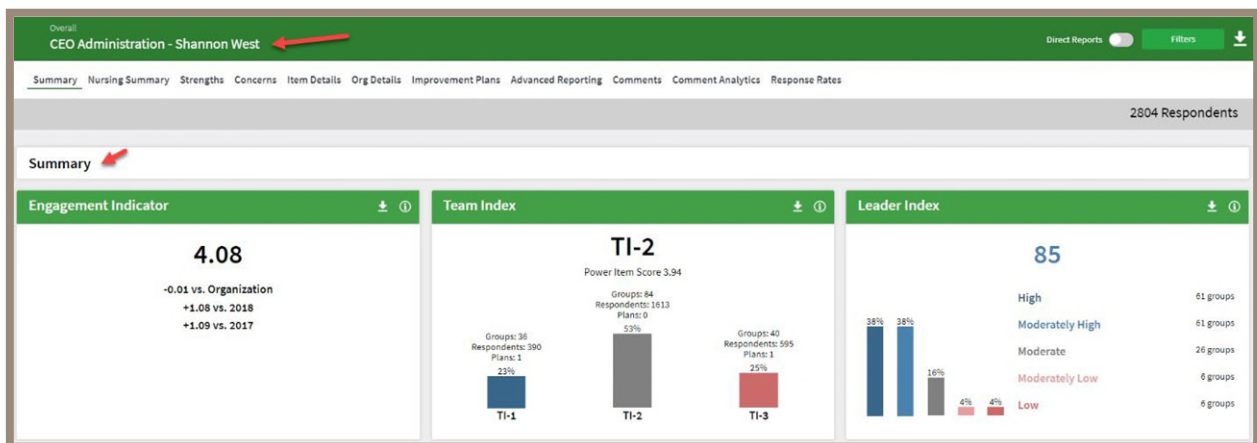 Overall
CEO Administration - Shannon West
Direct Reports
Filters
Summary Nursing Summary Strengths Concerns Item Details Org Details Improvement Plans Advanced Reporting Comments Comment Analytics Response Rates
2804 Respondents
Summary
Engagement Indicator
4.08
-0.01 vs. Organization
+1.08 vs. 2018
+1.09 vs. 2017
Team Index
TI-2
Power Item Score 3.94
Groups: 36
Respondents: 390
Plans: 1
23%
TI-1
Groups: 84
Respondents: 1613
Plans: 0
53%
TI-2
Groups: 40
Respondents: 595
Plans: 1
25%
TI-3
Leader Index
85
38% 38% 16% 4% 4%
High 61 groups
Moderately High 61 groups
Moderate 26 groups
Moderately Low 6 groups
Low 6 groups